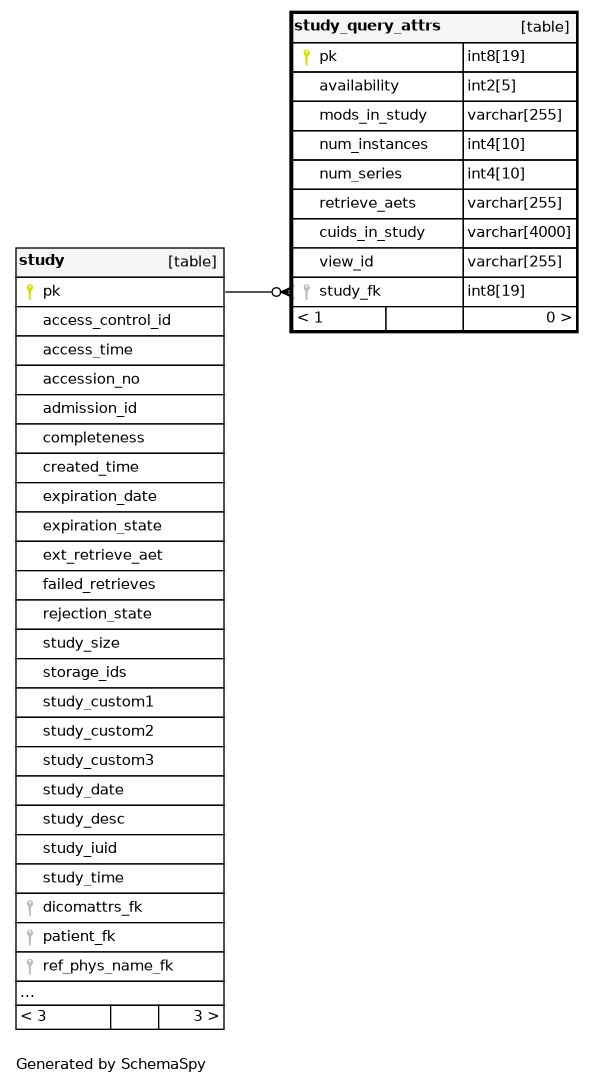 study_query_attrs [table]
pk int8[19]
availability int2[5]
mods_in_study varchar[255]
num_instances int4[10]
num_series int4[10]
retrieve_aets varchar[255]
cuids_in_study varchar[4000]
view_id varchar[255]
study_fk int8[19]
< 1 0 >
study [table]
pk
access_control_id
access_time
accession_no
admission_id
completeness
created_time
expiration_date
expiration_state
ext_retrieve_aet
failed_retrieves
rejection_state
study_size
storage_ids
study_custom1
study_custom2
study_custom3
study_date
study_desc
study_iuid
study_time
dicomattrs_fk
patient_fk
ref_phys_name_fk
...
< 3 3 >
Generated by SchemaSpy